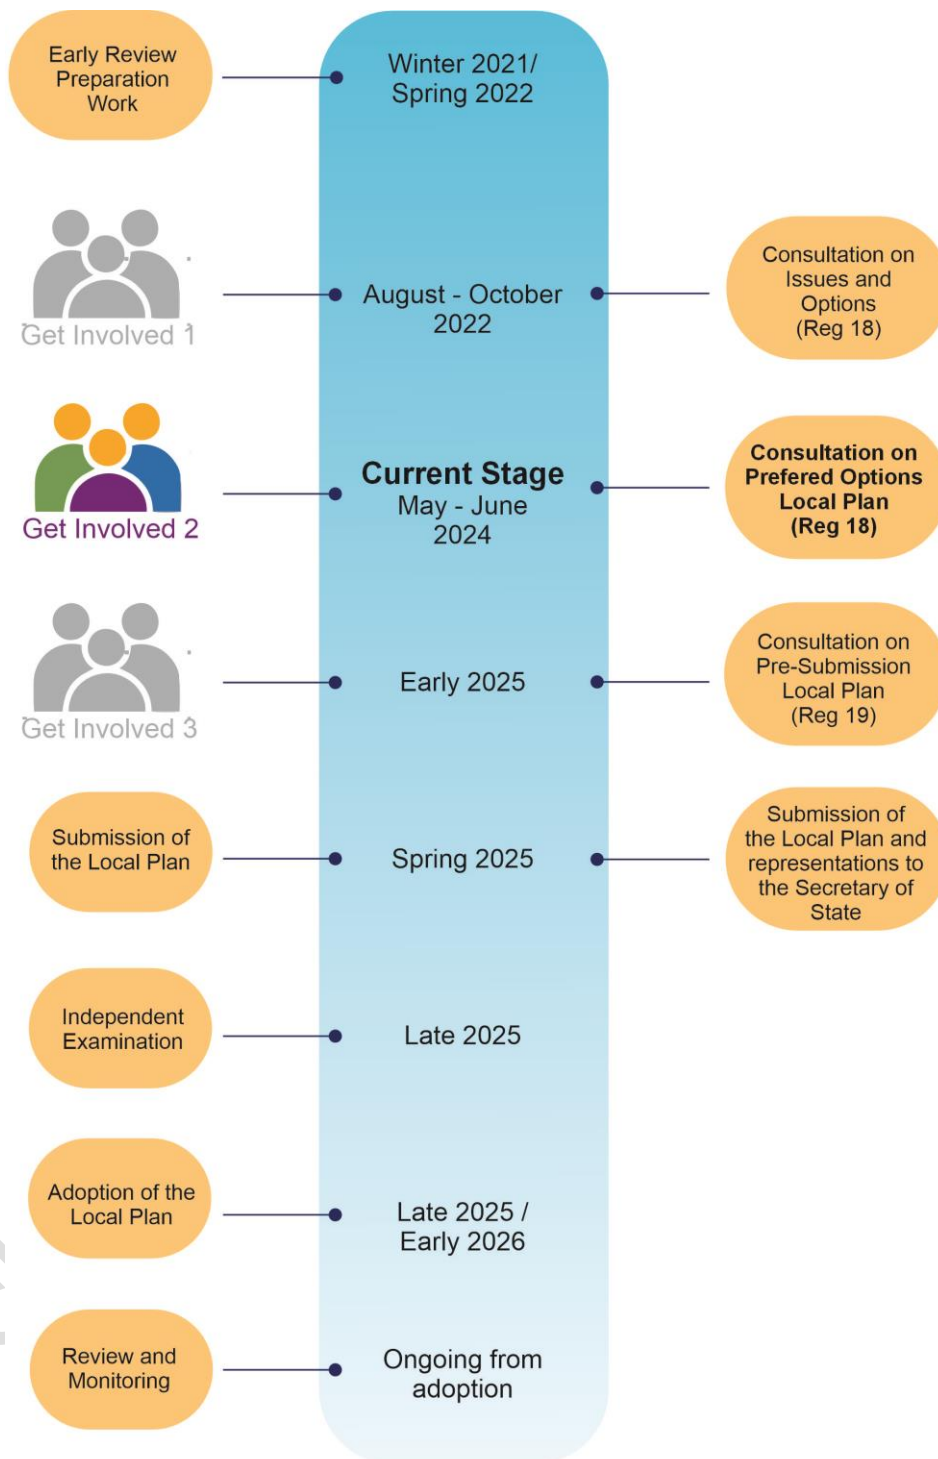 Early Review
Preparation
Work
Winter 2021/
Spring 2022
Get Involved 1
August - October
2022
Consultation on
Issues and
Options
(Reg 18)
Get Involved 2
Current Stage
May - June
2024
Consultation on
Prefered Options
Local Plan
(Reg 18)
Get Involved 3
Early 2025
Consultation on
Pre-Submission
Local Plan
(Reg 19)
Submission of
the Local Plan
Spring 2025
Submission of
the Local Plan and
representations to
the Secretary of
State
Independent
Examination
Late 2025
Adoption of the
Local Plan
Late 2025 /
Early 2026
Review and
Monitoring
Ongoing from
adoption